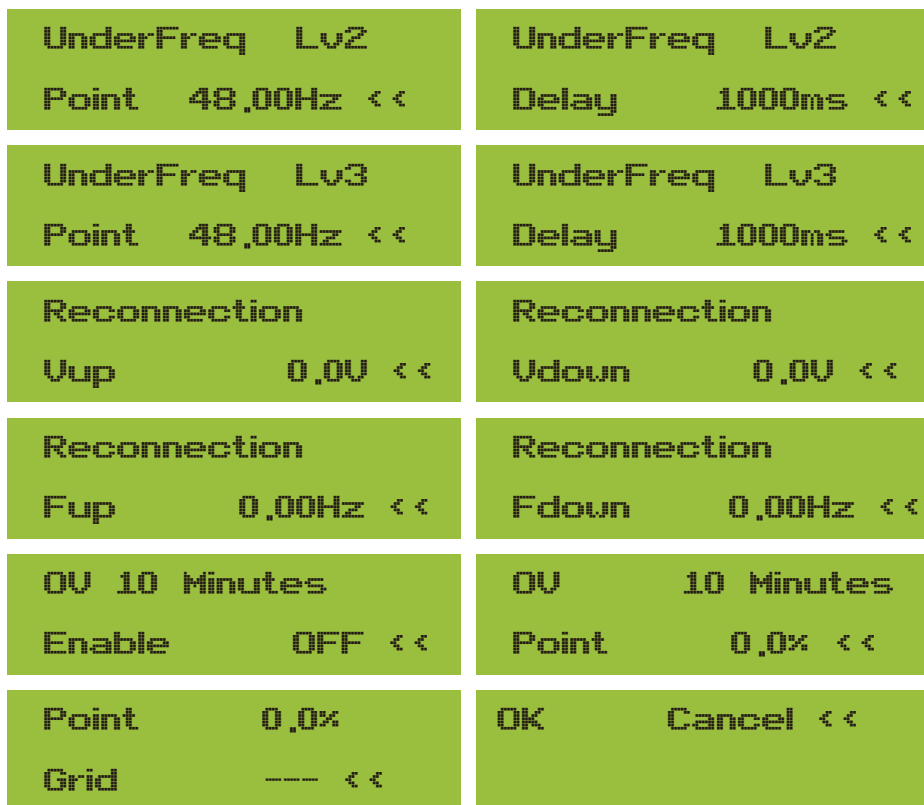 UnderFreq Lv2
Point 48.00Hz <<
UnderFreq Lv2
Delay 1000ms <<
UnderFreq Lv3
Point 48.00Hz <<
UnderFreq Lv3
Delay 1000ms <<
Reconnection
Vup 0.0V <<
Reconnection
Vdown 0.0V <<
Reconnection
Fup 0.00Hz <<
Reconnection
Fdown 0.00Hz <<
OV 10 Minutes
Enable OFF <<
OV 10 Minutes
Point 0.0% <<
Point 0.0%
Grid --- <<
OK Cancel <<